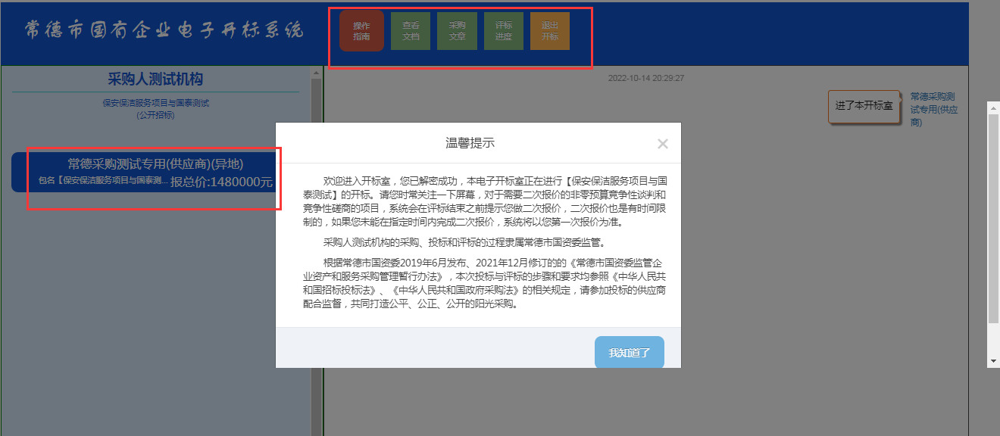 常德市国有企业电子开标系统
操作
指南
查看
文档
采购
文章
评标
进度
退出
开标
采购人测试机构
保安保洁服务项目与国泰测试
(公开招标)
常德采购测试专用(供应商)(异地)
包名【保安保洁服务项目与国泰测... 报总价:1480000元
2022-10-14 20:29:27
进了本开标室
常德采购测
试专用(供应
商)
温馨提示
×
欢迎进入开标室，您已解密成功，本电子开标室正在进行【保安保洁服务项目与国
泰测试】的开标。请您时常关注一下屏幕，对于需要二次报价的非零预算竞争性谈判和
竞争性磋商的项目，系统会在评标结束之前提示您做二次报价，二次报价也是有时间限
制的，如果您未能在指定时间内完成二次报价，系统将以您第一次报价为准。
采购人测试机构的采购、投标和评标的过程隶属常德市国资委监管。
根据常德市国资委2019年6月发布、2021年12月修订的的《常德市国资委监管企
业资产和服务采购管理暂行办法》，本次投标与评标的步骤和要求均参照《中华人民共
和国招标投标法》、《中华人民共和国政府采购法》的相关规定，请参加投标的供应商
配合监督，共同打造公平、公正、公开的阳光采购。
我知道了